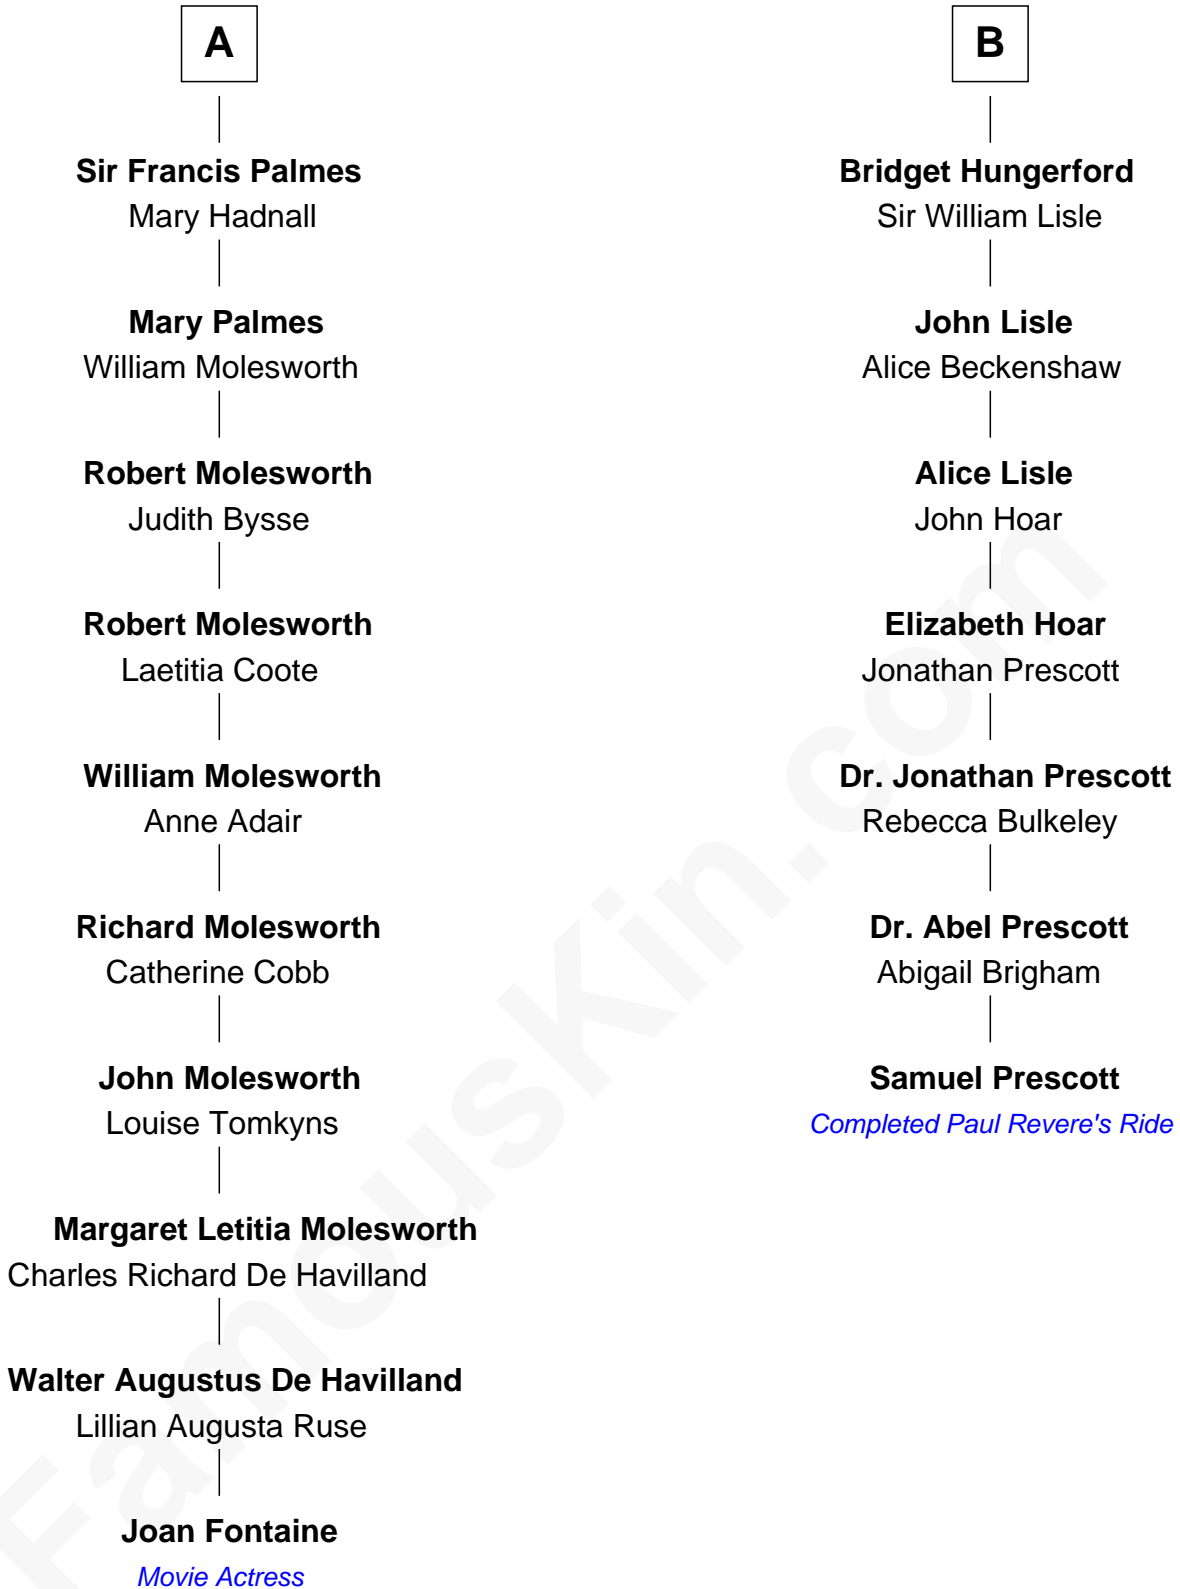 A
Sir Francis Palmes
Mary Hadnall
Mary Palmes
William Molesworth
Robert Molesworth
Judith Bysse
Robert Molesworth
Laetitia Coote
William Molesworth
Anne Adair
Richard Molesworth
Catherine Cobb
John Molesworth
Louise Tomkyns
Margaret Letitia Molesworth
Charles Richard De Havilland
Walter Augustus De Havilland
Lillian Augusta Ruse
Joan Fontaine
Movie Actress
B
Bridget Hungerford
Sir William Lisle
John Lisle
Alice Beckenshaw
Alice Lisle
John Hoar
Elizabeth Hoar
Jonathan Prescott
Dr. Jonathan Prescott
Rebecca Bulkeley
Dr. Abel Prescott
Abigail Brigham
Samuel Prescott
Completed Paul Revere's Ride
FamousKin.com